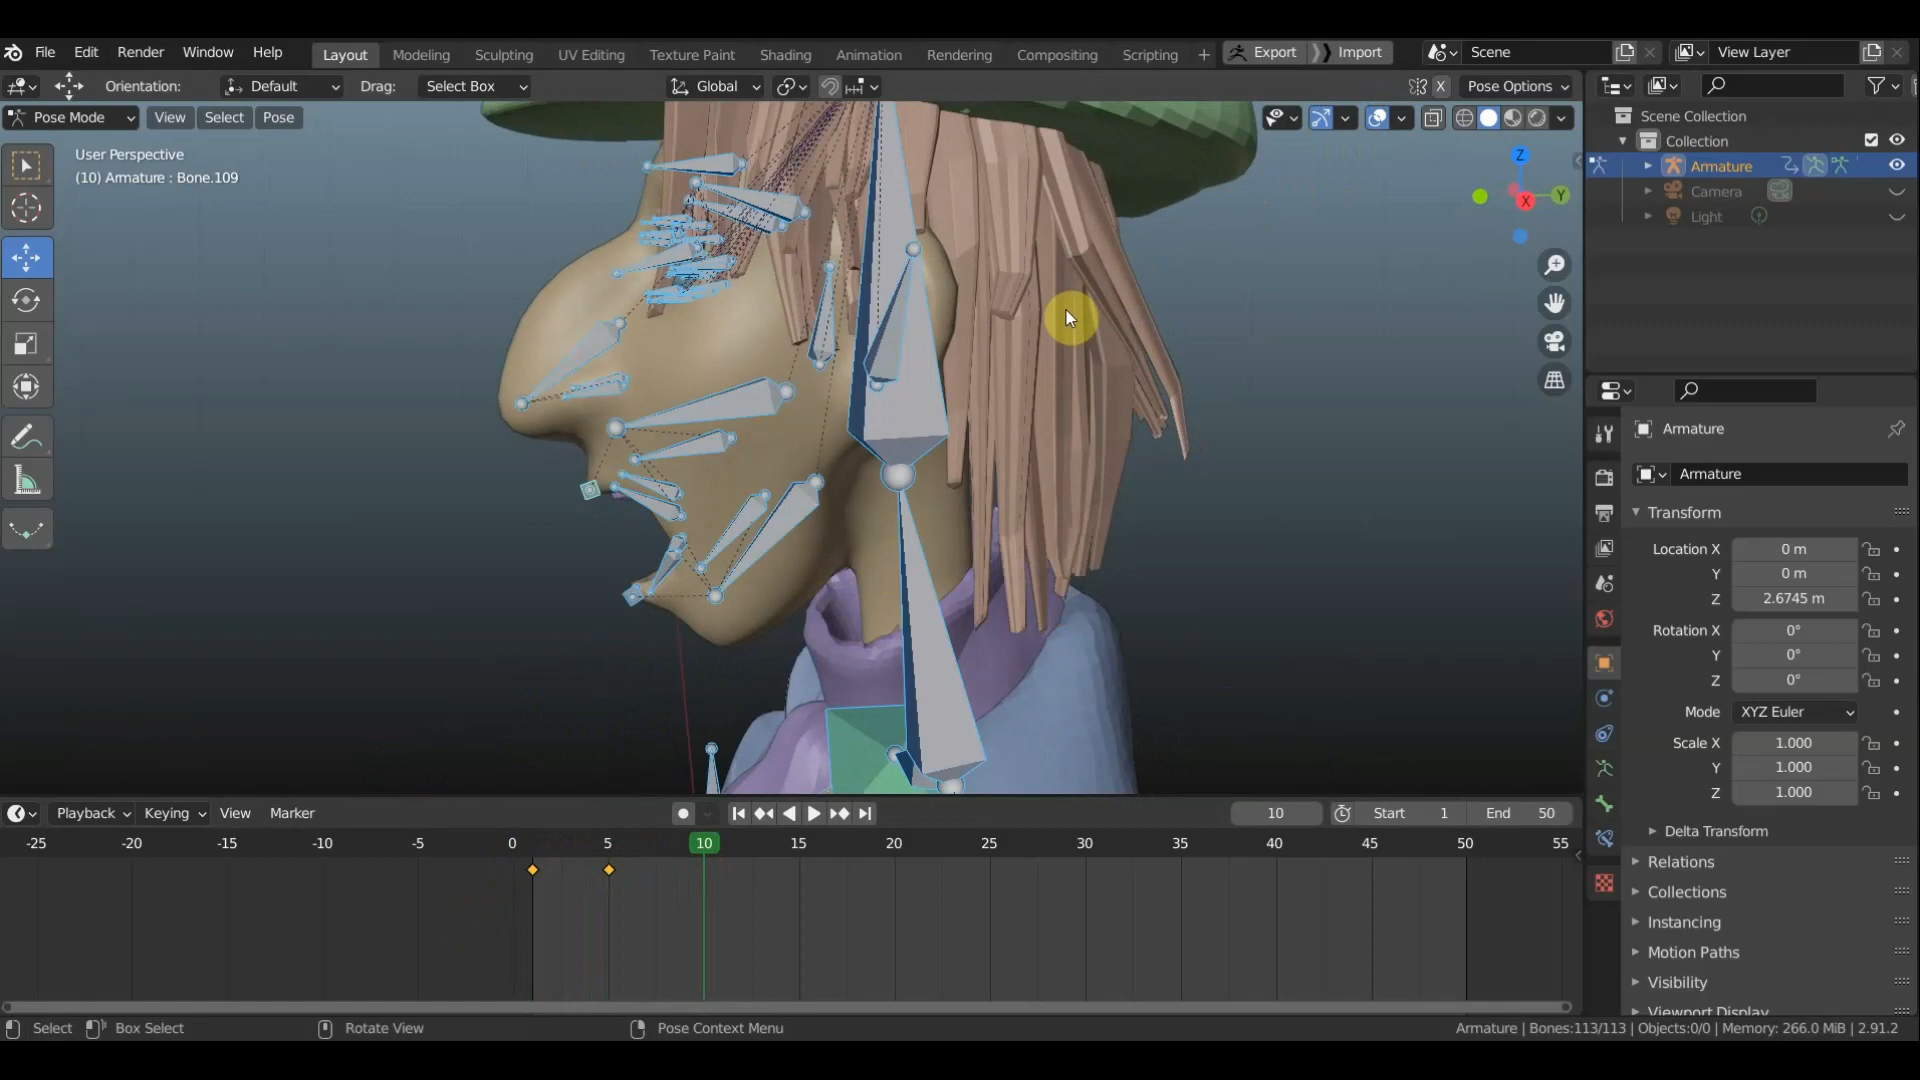 File Edit Render Window Help Layout Modeling Sculpting UV Editing Texture Paint Shading Animation Rendering Compositing Scripting + Export Import Scene View Layer
Orientation: Default Drag: Select Box Global X Pose Options
Pose Mode View Select Pose
User Perspective
(10) Armature : Bone.109
Z
Y
X
Scene Collection
Collection
Armature
Camera
Light
Armature
Armature
Transform
Location X 0 m
Y 0 m
Z 2.6745 m
Rotation X 0°
Y 0°
Z 0°
Mode XYZ Euler
Scale X 1.000
Y 1.000
Z 1.000
Delta Transform
Relations
Collections
Instancing
Motion Paths
Visibility
Viewport Display
Playback Keying View Marker 10 Start 1 End 50
-25 -20 -15 -10 -5 0 5 10 15 20 25 30 35 40 45 50 55
Select Box Select Rotate View Pose Context Menu Armature | Bones:113/113 | Objects:0/0 | Memory: 266.0 MiB | 2.91.2